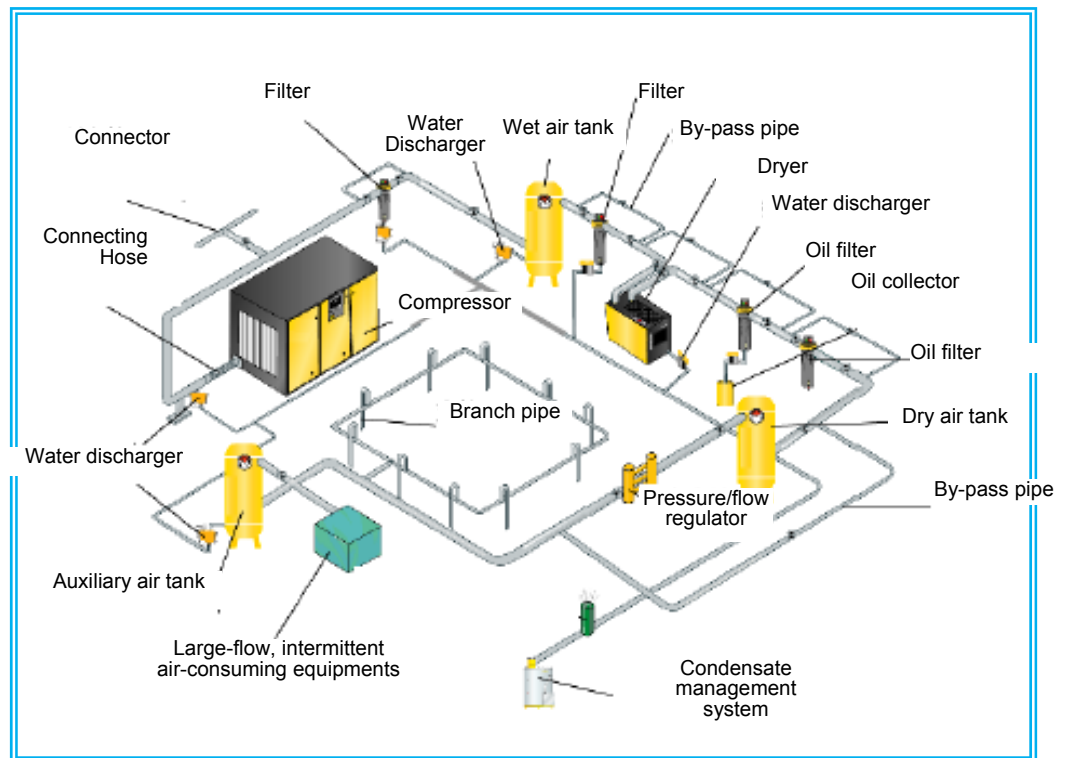 Filter
Filter
Connector
Water
Discharger
Wet air tank
By-pass pipe
Dryer
Water discharger
Connecting
Hose
Oil filter
Oil collector
Compressor
Oil filter
Branch pipe
Dry air tank
Water discharger
Pressure/flow
regulator
By-pass pipe
Auxiliary air tank
Large-flow, intermittent
air-consuming equipments
Condensate
management
system